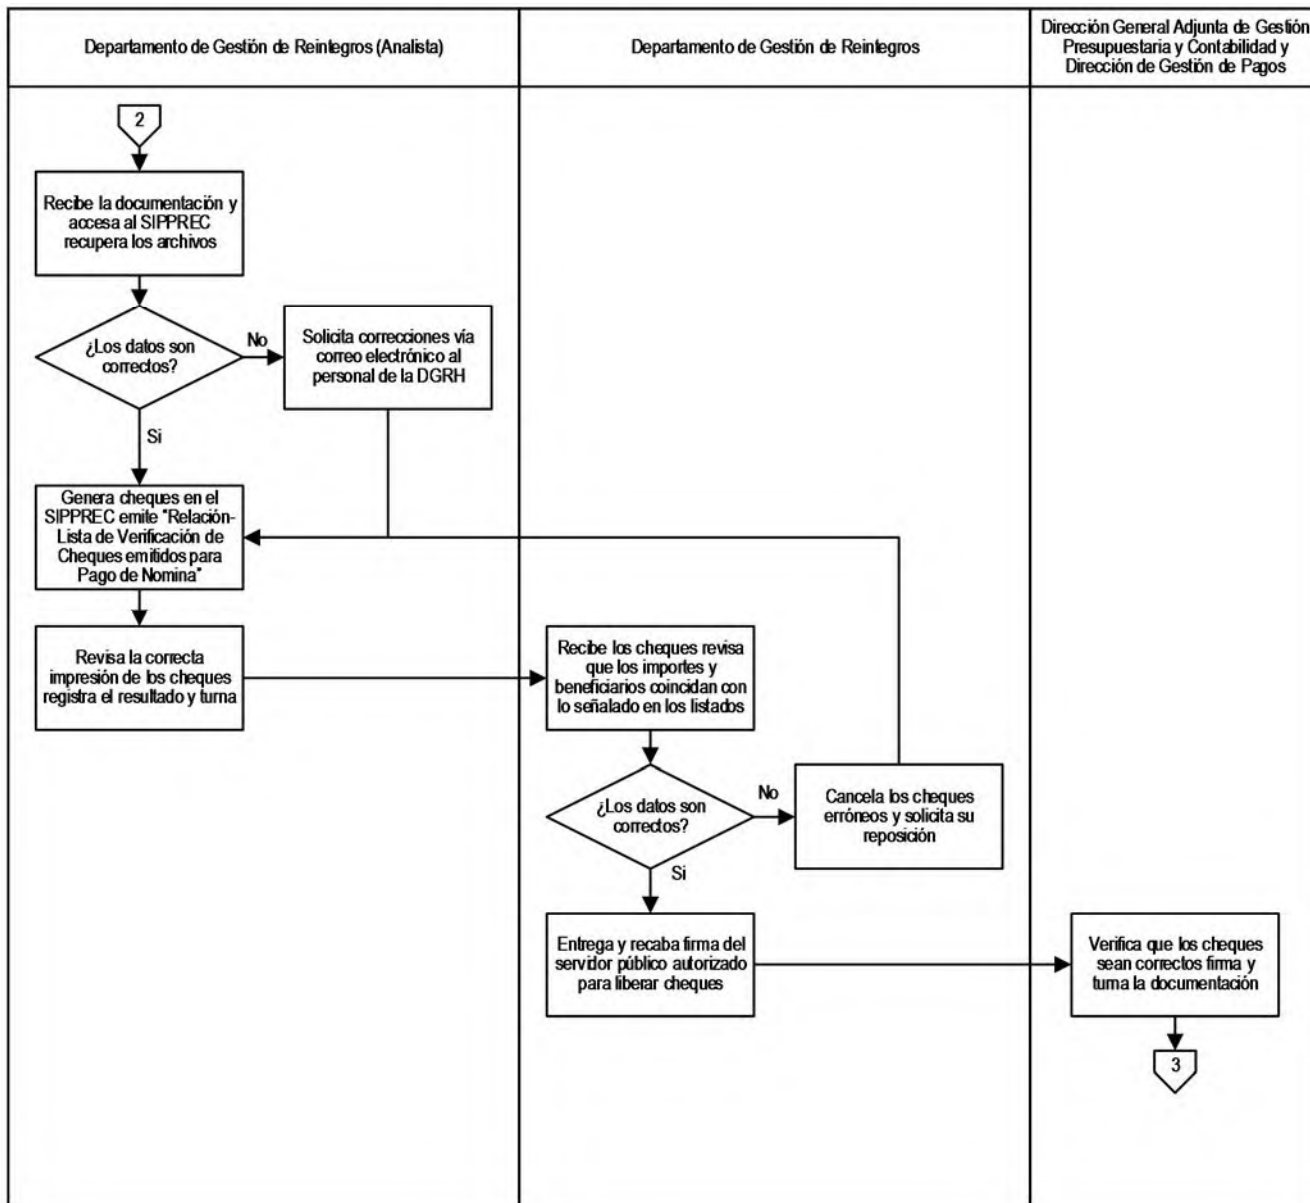 Departamento de Gestión de Reintegros (Analista)
Departamento de Gestión de Reintegros
Dirección General Adjunta de Gestión
Presupuestaria y Contabilidad y
Dirección de Gestión de Pagos
2
Recibe la documentación y
accesa al SIPPREC
recupera los archivos
¿Los datos son
correctos?
No
Solicita correcciones vía
correo electrónico al
personal de la DGRH
Si
Genera cheques en el
SIPPREC emite "Relación-
Lista de Verificación de
Cheques emitidos para
Pago de Nomina"
Revisa la correcta
impresión de los cheques
registra el resultado y turna
Recibe los cheques revisa
que los importes y
beneficiarios coincidan con
lo señalado en los listados
¿Los datos son
correctos?
No
Cancela los cheques
erróneos y solicita su
reposición
Si
Entrega y recaba firma del
servidor público autorizado
para liberar cheques
Verifica que los cheques
sean correctos firma y
turna la documentación
3